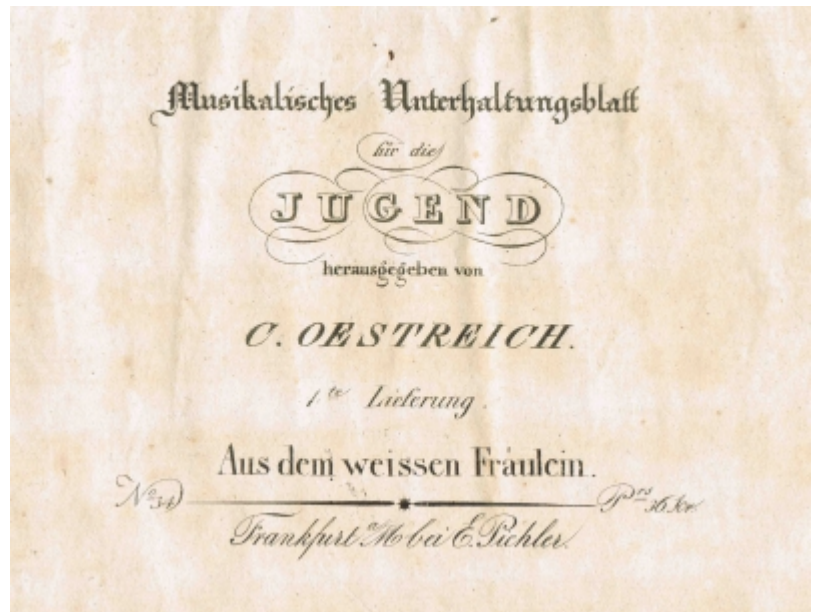 Musikalisches Unterhaltungsblatt
für die
JUGEND
herausgegeben von
C. OESTREICH.
1te Lieferung.
Aus dem weissen Fräulein.
No 34 Prs 36 Kr.
Frankfurt a/M bei E. Pichler.